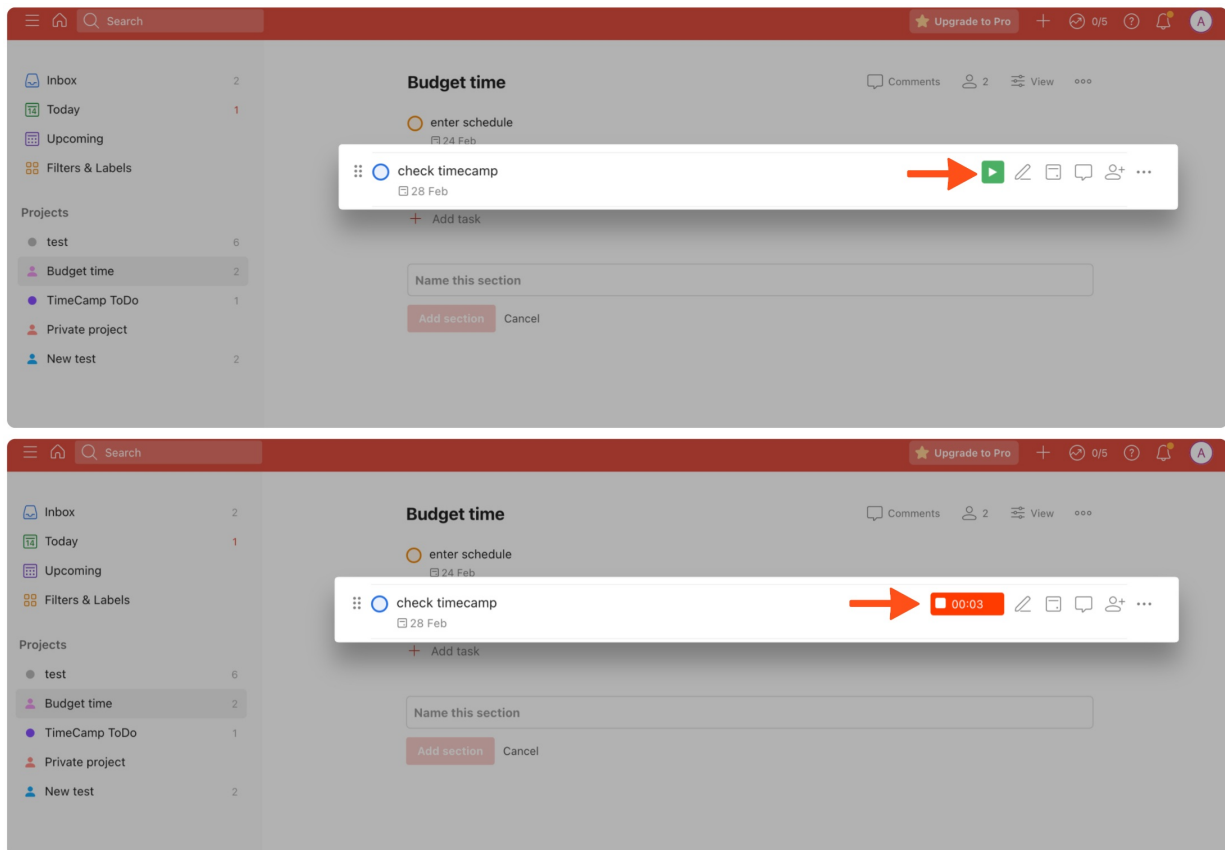 Search
Upgrade to Pro
0/5
?
A
Inbox 2
14 Today 1
Upcoming
Filters & Labels
Projects
test 6
Budget time 2
TimeCamp ToDo 1
Private project
New test 2
Budget time
Comments 2 View
enter schedule
24 Feb
check timecamp
28 Feb
+ Add task
Name this section
Add section Cancel
Search
Upgrade to Pro
0/5
?
A
Inbox 2
14 Today 1
Upcoming
Filters & Labels
Projects
test 6
Budget time 2
TimeCamp ToDo 1
Private project
New test 2
Budget time
Comments 2 View
enter schedule
24 Feb
check timecamp 00:03
28 Feb
+ Add task
Name this section
Add section Cancel